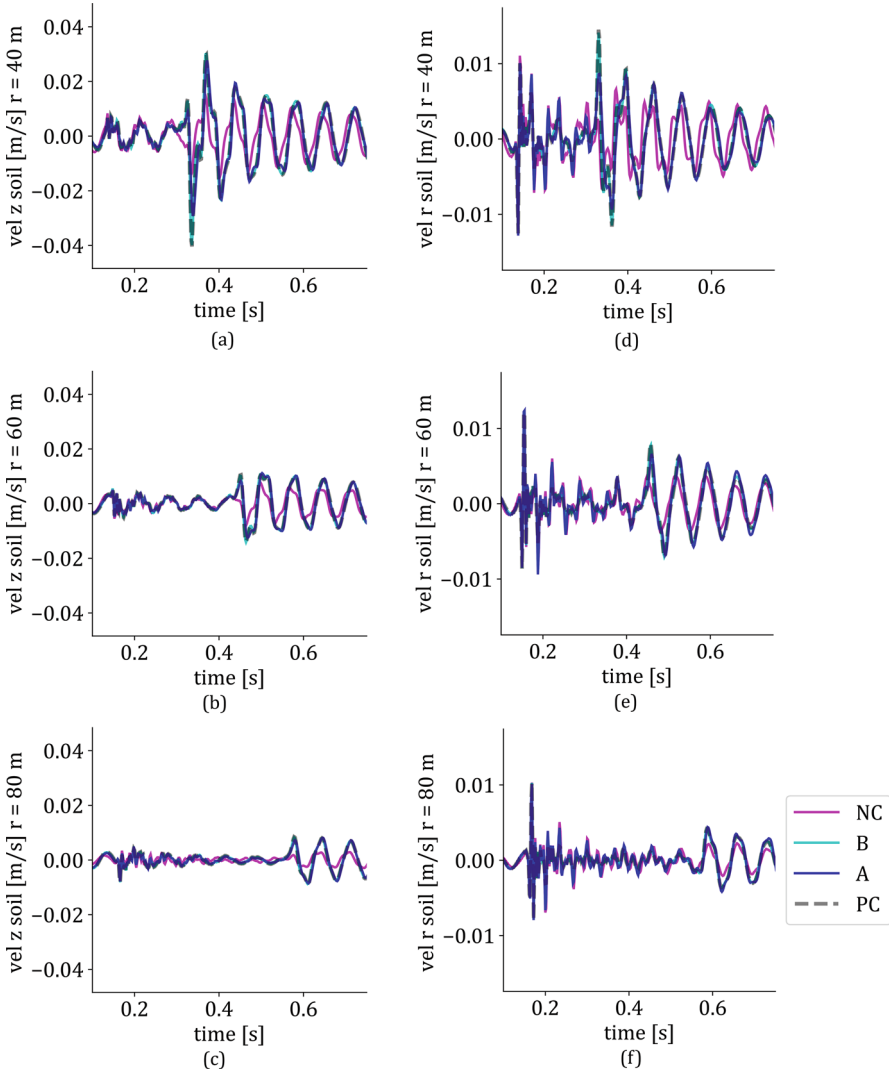 vel z soil [m/s] r = 40 m
0.04
0.02
0.00
−0.02
−0.04
0.2
0.4
0.6
time [s]
(a)
vel r soil [m/s] r = 40 m
0.01
0.00
−0.01
0.2
0.4
0.6
time [s]
(d)
vel z soil [m/s] r = 60 m
0.04
0.02
0.00
−0.02
−0.04
0.2
0.4
0.6
time [s]
(b)
vel r soil [m/s] r = 60 m
0.01
0.00
−0.01
0.2
0.4
0.6
time [s]
(e)
vel z soil [m/s] r = 80 m
0.04
0.02
0.00
−0.02
−0.04
0.2
0.4
0.6
time [s]
(c)
vel r soil [m/s] r = 80 m
0.01
0.00
−0.01
0.2
0.4
0.6
time [s]
(f)
NC
B
A
PC